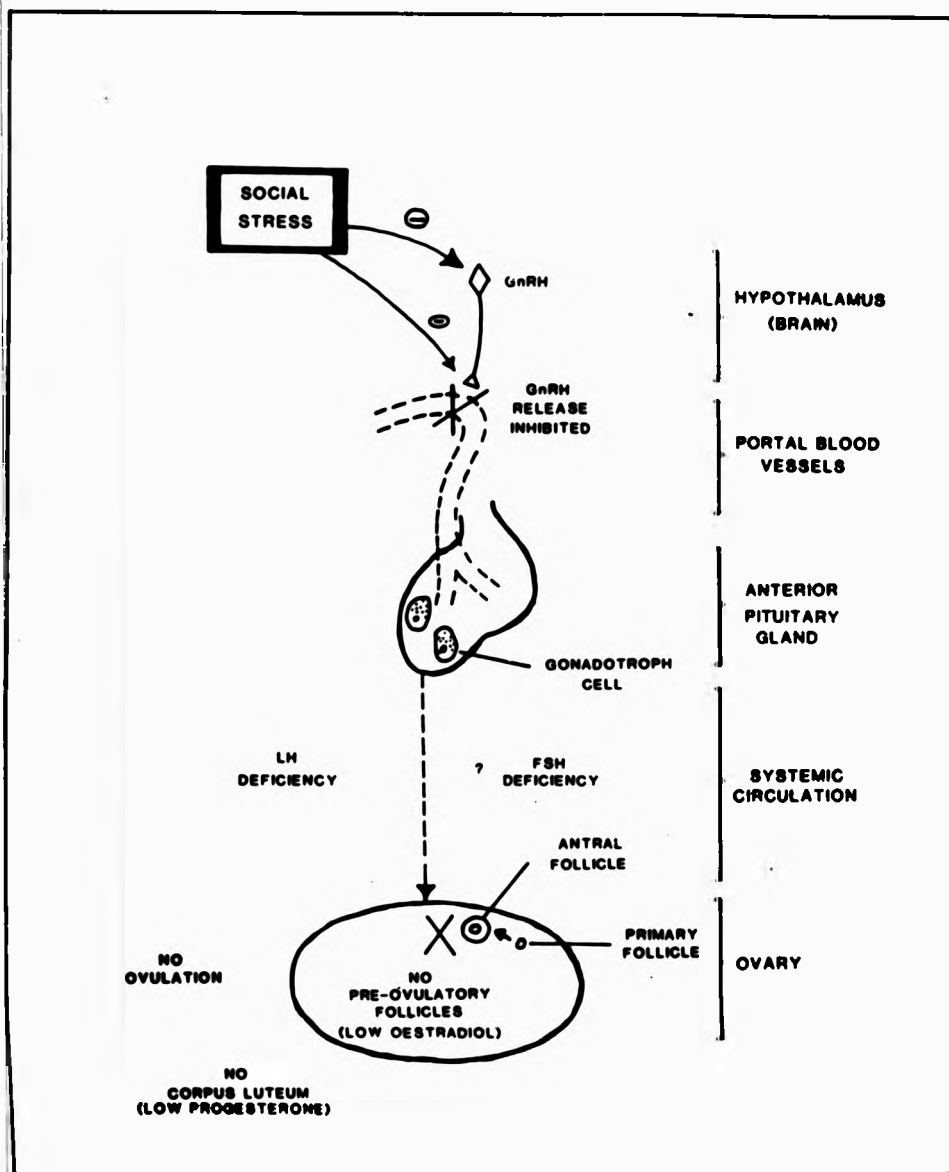 SOCIAL
STRESS
GnRH
HYPOTHALAMUS
(BRAIN)
GnRH
RELEASE
INHIBITED
PORTAL BLOOD
VESSELS
ANTERIOR
PITUITARY
GLAND
GONADOTROPH
CELL
LH
DEFICIENCY
?
FSH
DEFICIENCY
SYSTEMIC
CIRCULATION
ANTRAL
FOLLICLE
PRIMARY
FOLLICLE
OVARY
NO
OVULATION
NO
PRE-OVULATORY
FOLLICLES
(LOW OESTRADIOL)
NO
CORPUS LUTEUM
(LOW PROGESTERONE)